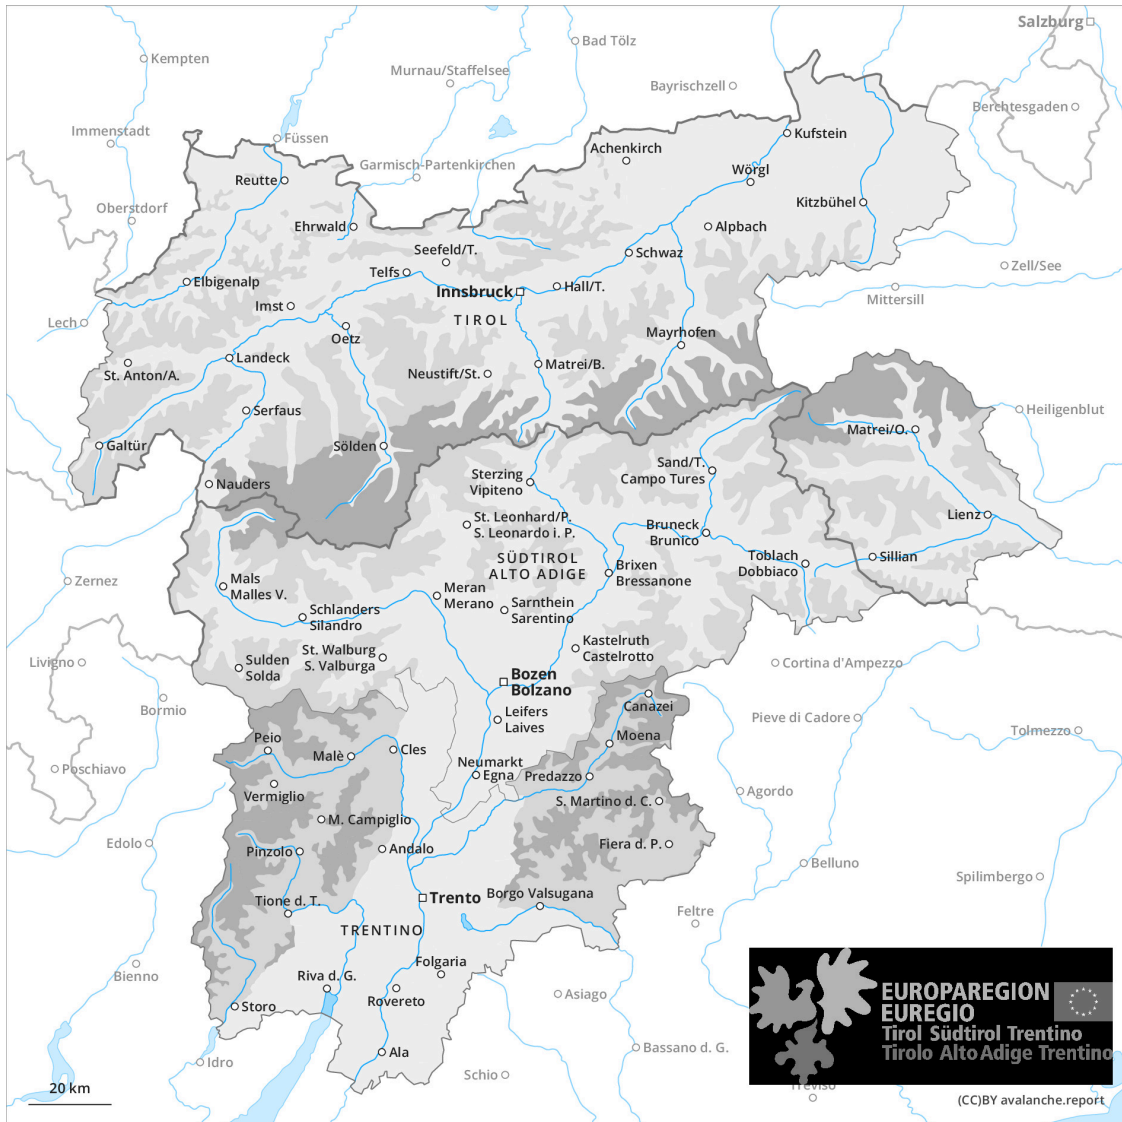 Salzburg
Bad Tölz
Kempten
Murnau/Staffelsee
Bayrischzell
Berchtesgaden
Immenstadt
Füssen
Kufstein
Achenkirch
Garmisch-Partenkirchen
Wörgl
Reutte
Kitzbühel
Oberstdorf
Ehrwald
Alpbach
Seefeld/T.
Schwaz
Telfs
Zell/See
Elbigenalp
Innsbruck
Hall/T.
Mittersill
Imst
TIROL
Lech
Oetz
Mayrhofen
Landeck
Matrei/B.
St. Anton/A.
Neustift/St.
Serfaus
Heiligenblut
Matrei/O.
Galtür
Sölden
Sand/T.
Campo Tures
Sterzing
Vipiteno
Nauders
St. Leonhard/P.
S. Leonardo i. P.
Lienz
Bruneck
Brunico
SÜDTIROL
ALTO ADIGE
Toblach
Dobbiaco
Sillian
Brixen
Bressanone
Zernez
Mals
Malles V.
Meran
Merano
Sarnthein
Sarentino
Schlanders
Silandro
Kastelruth
Castelrotto
St. Walburg
S. Valburga
Livigno
Sulden
Solda
Cortina d'Ampezzo
Bozen
Bolzano
Bormio
Canazei
Leifers
Laives
Pieve di Cadore
Tolmezzo
Peio
Moena
Malè
Cles
Neumarkt
Egna
Poschiavo
Predazzo
Vermiglio
Agordo
S. Martino d. C.
M. Campiglio
Edolo
Fiera d. P.
Pinzolo
Andalo
Belluno
Spilimbergo
Borgo Valsugana
Tione d. T.
Trento
Feltre
TRENTINO
Folgaria
Bienno
Riva d. G.
Asiago
Rovereto
Storo
EUROPAREGION
EUREGIO
Tirol Südtirol Trentino
Tirolo Alto Adige Trentino
Ala
Bassano d. G.
Idro
Schio
Treviso
20 km
(CC)BY avalanche.report